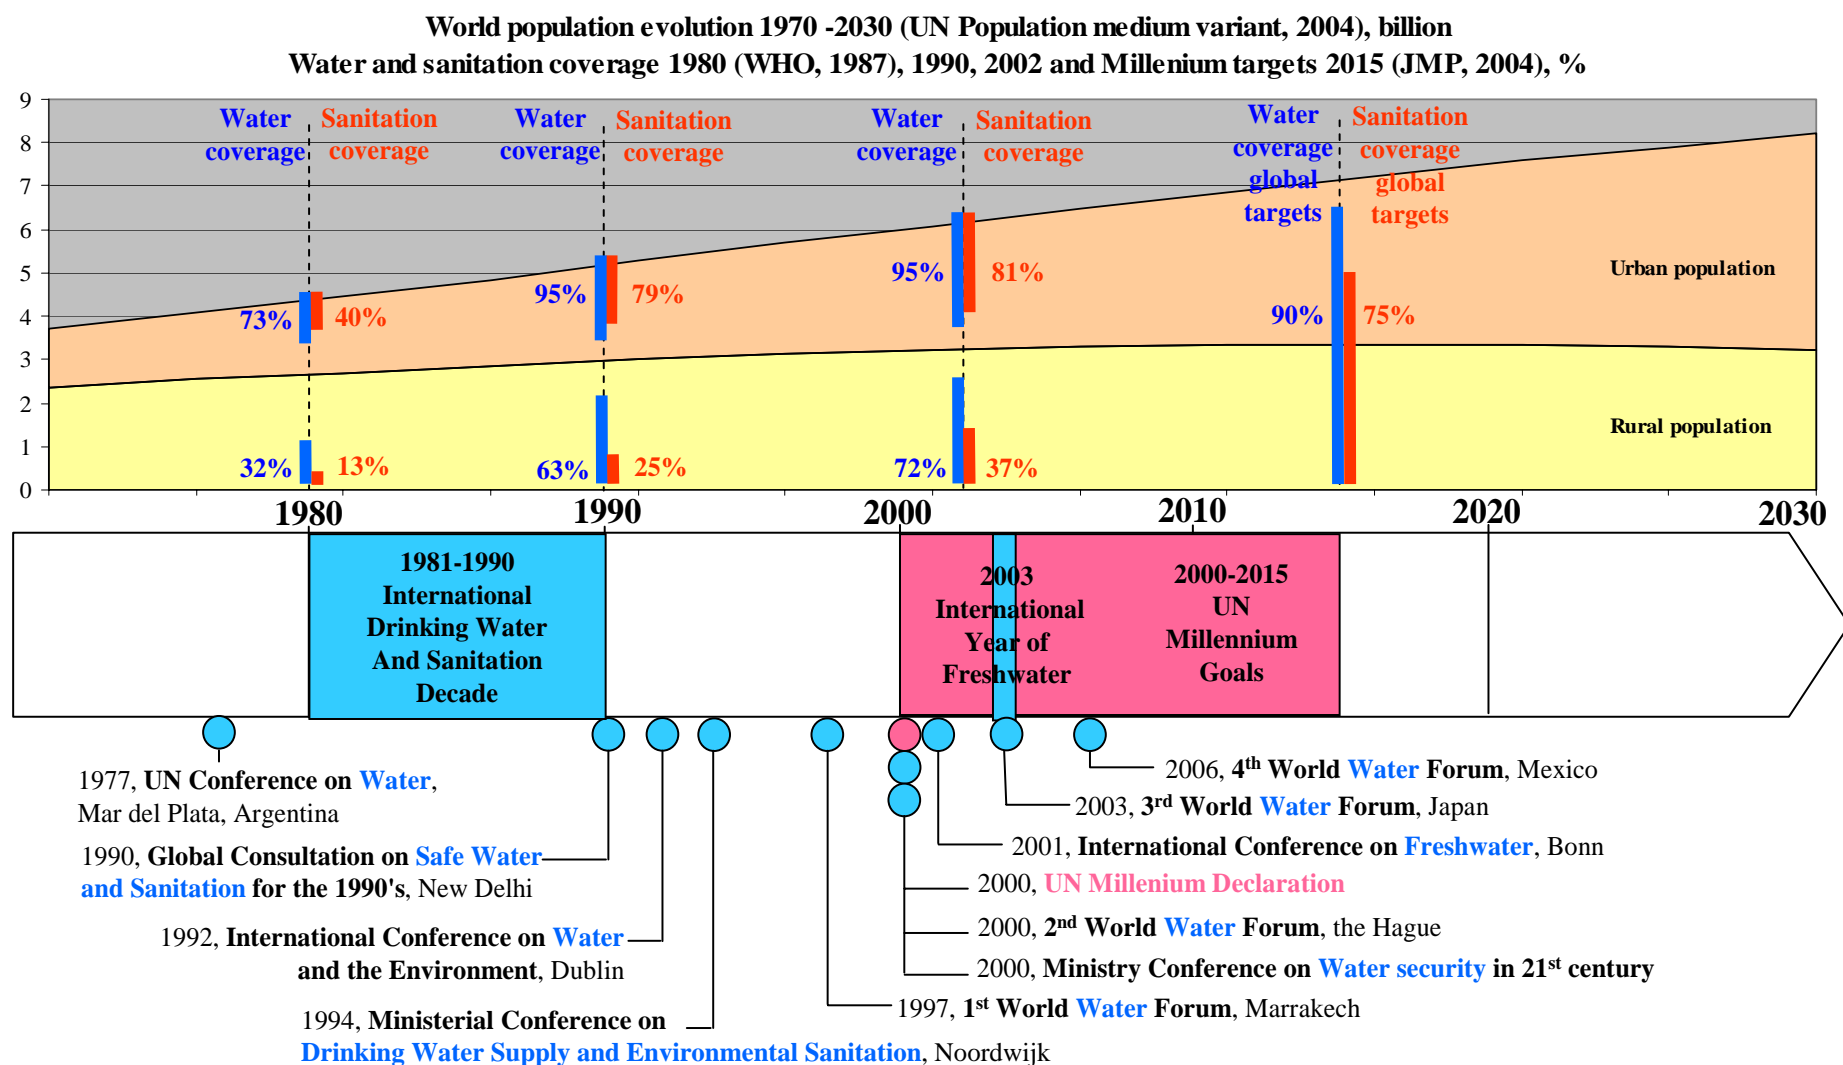 World population evolution 1970 -2030 (UN Population medium variant, 2004), billion
Water and sanitation coverage 1980 (WHO, 1987), 1990, 2002 and Millenium targets 2015 (JMP, 2004), %
9
8
7
6
5
4
3
2
1
0
Water
coverage
Sanitation
coverage
Water
coverage
Sanitation
coverage
Water
coverage
Sanitation
coverage
Water
coverage
global
targets
Sanitation
coverage
global
targets
73%
40%
95%
79%
95%
81%
90%
75%
32%
13%
63%
25%
72%
37%
Urban population
Rural population
1980
1990
2000
2010
2020
2030
1981-1990
International
Drinking Water
And Sanitation
Decade
2003
International
Year of
Freshwater
2000-2015
UN
Millennium
Goals
1977, UN Conference on Water,
Mar del Plata, Argentina
1990, Global Consultation on Safe Water
and Sanitation for the 1990's, New Delhi
1992, International Conference on Water
and the Environment, Dublin
1994, Ministerial Conference on
Drinking Water Supply and Environmental Sanitation, Noordwijk
2006, 4th World Water Forum, Mexico
2003, 3rd World Water Forum, Japan
2001, International Conference on Freshwater, Bonn
2000, UN Millenium Declaration
2000, 2nd World Water Forum, the Hague
2000, Ministry Conference on Water security in 21st century
1997, 1st World Water Forum, Marrakech